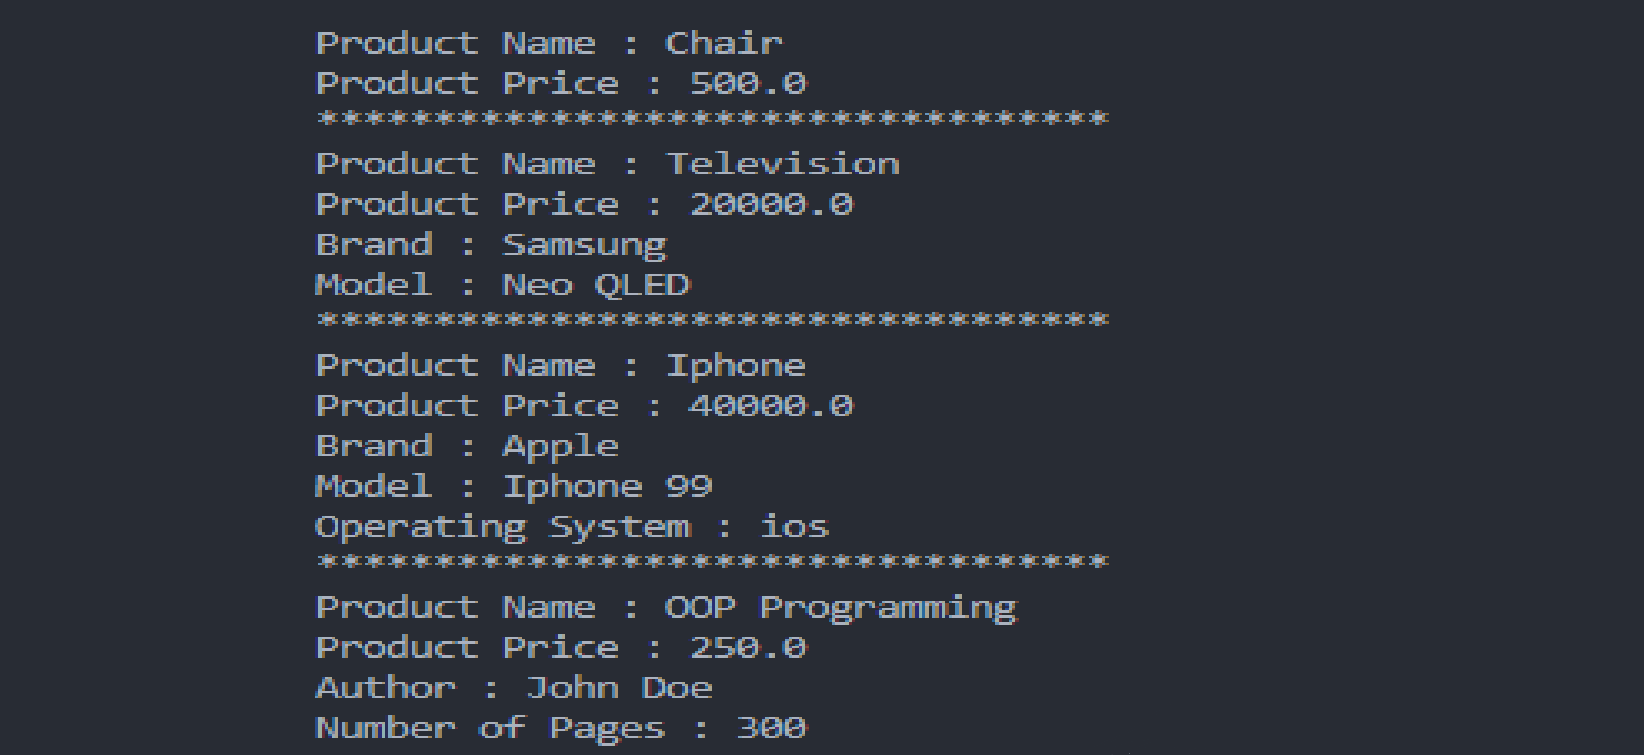 Product Name : Chair
Product Price : 500.0
**********************************
Product Name : Television
Product Price : 20000.0
Brand : Samsung
Model : Neo QLED
**********************************
Product Name : Iphone
Product Price : 40000.0
Brand : Apple
Model : Iphone 99
Operating System : ios
**********************************
Product Name : OOP Programming
Product Price : 250.0
Author : John Doe
Number of Pages : 300